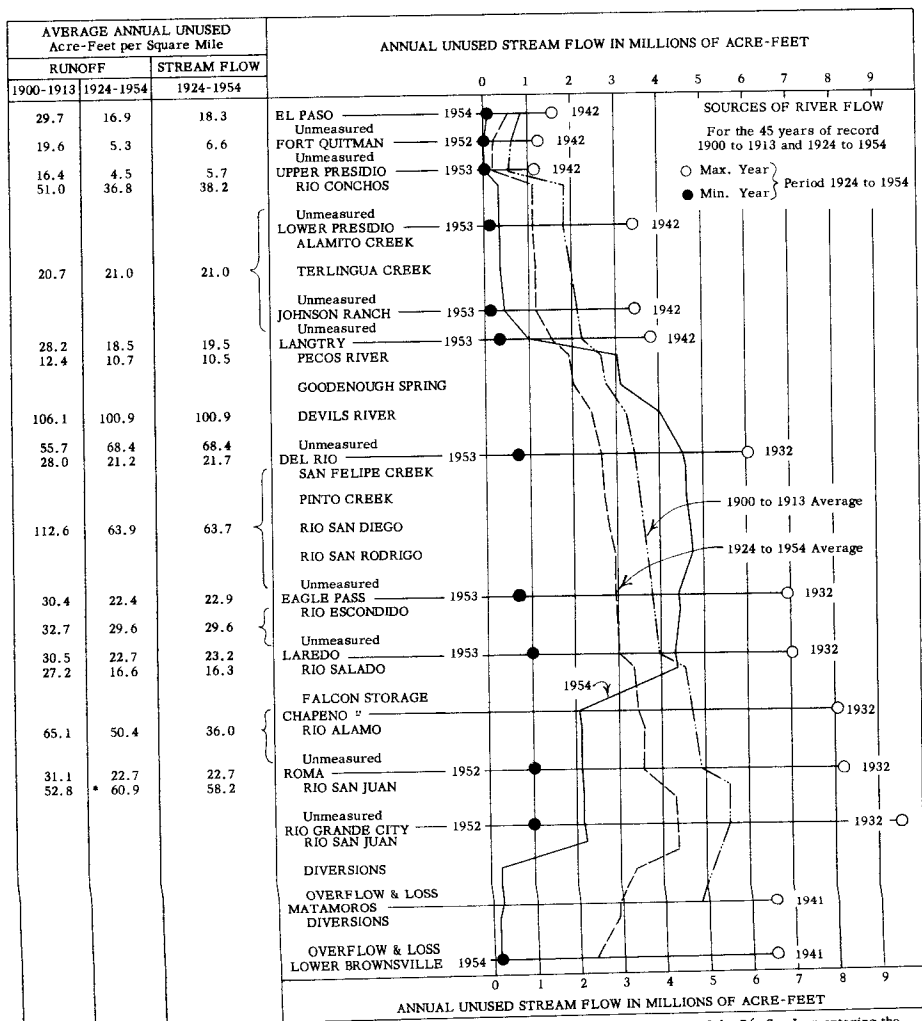 AVERAGE ANNUAL UNUSED
Acre-Feet per Square Mile
RUNOFF STREAM FLOW
1900-1913 1924-1954 1924-1954
ANNUAL UNUSED STREAM FLOW IN MILLIONS OF ACRE-FEET
0 1 2 3 4 5 6 7 8 9
SOURCES OF RIVER FLOW
For the 45 years of record
1900 to 1913 and 1924 to 1954
Max. Year
Min. Year
Period 1924 to 1954
29.7 16.9 18.3 EL PASO 1954 1942
Unmeasured
19.6 5.3 6.6 FORT QUITMAN 1952 1942
Unmeasured
16.4 4.5 5.7 UPPER PRESIDIO 1953 1942
51.0 36.8 38.2 RIO CONCHOS
Unmeasured
LOWER PRESIDIO 1953 1942
ALAMITO CREEK
20.7 21.0 21.0 TERLINGUA CREEK
Unmeasured
JOHNSON RANCH 1953 1942
Unmeasured
28.2 18.5 19.5 LANGTRY 1953 1942
12.4 10.7 10.5 PECOS RIVER
GOODENOUGH SPRING
106.1 100.9 100.9 DEVILS RIVER
55.7 68.4 68.4 Unmeasured
28.0 21.2 21.7 DEL RIO 1953 1932
SAN FELIPE CREEK
PINTO CREEK
1900 to 1913 Average
112.6 63.9 63.7 RIO SAN DIEGO
RIO SAN RODRIGO
1924 to 1954 Average
Unmeasured
30.4 22.4 22.9 EAGLE PASS 1953 1932
RIO ESCONDIDO
32.7 29.6 29.6
Unmeasured
30.5 22.7 23.2 LAREDO 1953 1932
27.2 16.6 16.3 RIO SALADO
1954
FALCON STORAGE
CHAPENO " 1932
65.1 50.4 36.0 RIO ALAMO
Unmeasured
31.1 22.7 22.7 ROMA 1952 1932
52.8 * 60.9 58.2 RIO SAN JUAN
Unmeasured
RIO GRANDE CITY 1952 1932
RIO SAN JUAN
DIVERSIONS
OVERFLOW & LOSS
MATAMOROS 1941
DIVERSIONS
OVERFLOW & LOSS
LOWER BROWNSVILLE 1954 1941
0 1 2 3 4 5 6 7 8 9
ANNUAL UNUSED STREAM FLOW IN MILLIONS OF ACRE-FEET